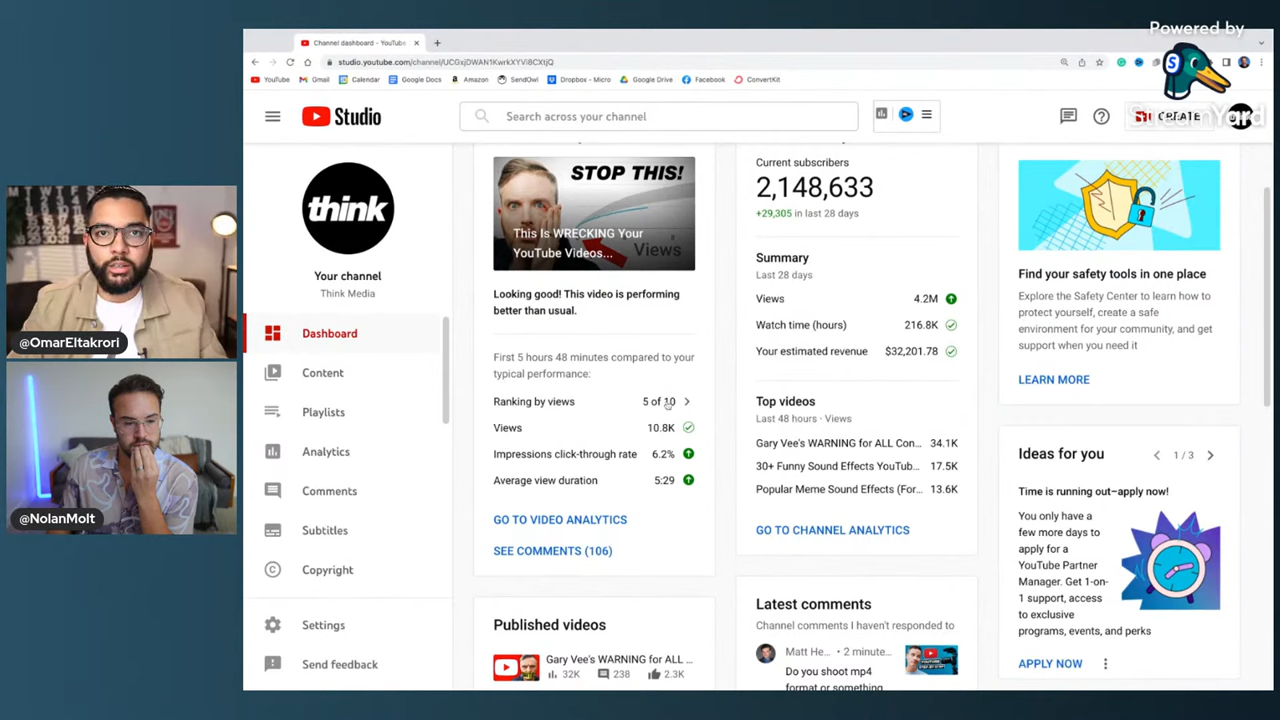 Powered by
StreamYard
Channel dashboard - YouTube
studio.youtube.com/channel/UCGxjDWAN1KwrkXYVi8CXtjQ
YouTube
Gmail
Calendar
Google Docs
Amazon
SendOwl
Dropbox - Micro
Google Drive
Facebook
ConvertKit
Studio
Search across your channel
CREATE
think
Your channel
Think Media
Dashboard
Content
Playlists
Analytics
Comments
Subtitles
Copyright
Settings
Send feedback
STOP THIS!
Views
This Is WRECKING Your
YouTube Videos...
Looking good! This video is performing
better than usual.
First 5 hours 48 minutes compared to your
typical performance:
Ranking by views 5 of 10
Views 10.8K
Impressions click-through rate 6.2%
Average view duration 5:29
GO TO VIDEO ANALYTICS
SEE COMMENTS (106)
Published videos
Gary Vee's WARNING for ALL ...
32K 238 2.3K
Current subscribers
2,148,633
+29,305 in last 28 days
Summary
Last 28 days
Views 4.2M
Watch time (hours) 216.8K
Your estimated revenue $32,201.78
Top videos
Last 48 hours · Views
Gary Vee's WARNING for ALL Con... 34.1K
30+ Funny Sound Effects YouTub... 17.5K
Popular Meme Sound Effects (For... 13.6K
GO TO CHANNEL ANALYTICS
Latest comments
Channel comments I haven't responded to
Matt He... • 2 minute...
Do you shoot mp4
format or something
Find your safety tools in one place
Explore the Safety Center to learn how to
protect yourself, create a safe
environment for your community, and get
support when you need it
LEARN MORE
Ideas for you 1 / 3
Time is running out–apply now!
You only have a
few more days to
apply for a
YouTube Partner
Manager. Get 1-on-
1 support, access
to exclusive
programs, events, and perks
APPLY NOW
@OmarEltakrori
@NolanMolt